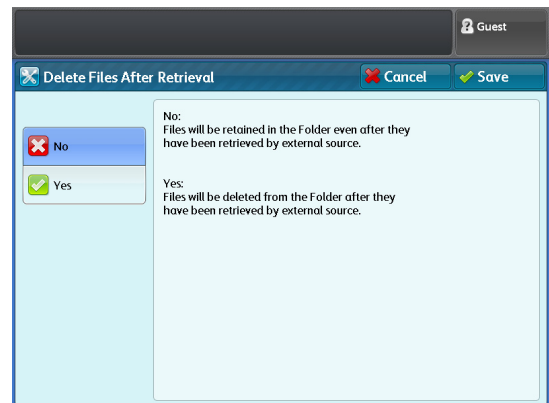 Guest
Delete Files After Retrieval
Cancel
Save
No
Yes
No:
Files will be retained in the Folder even after they
have been retrieved by external source.
Yes:
Files will be deleted from the Folder after they
have been retrieved by external source.